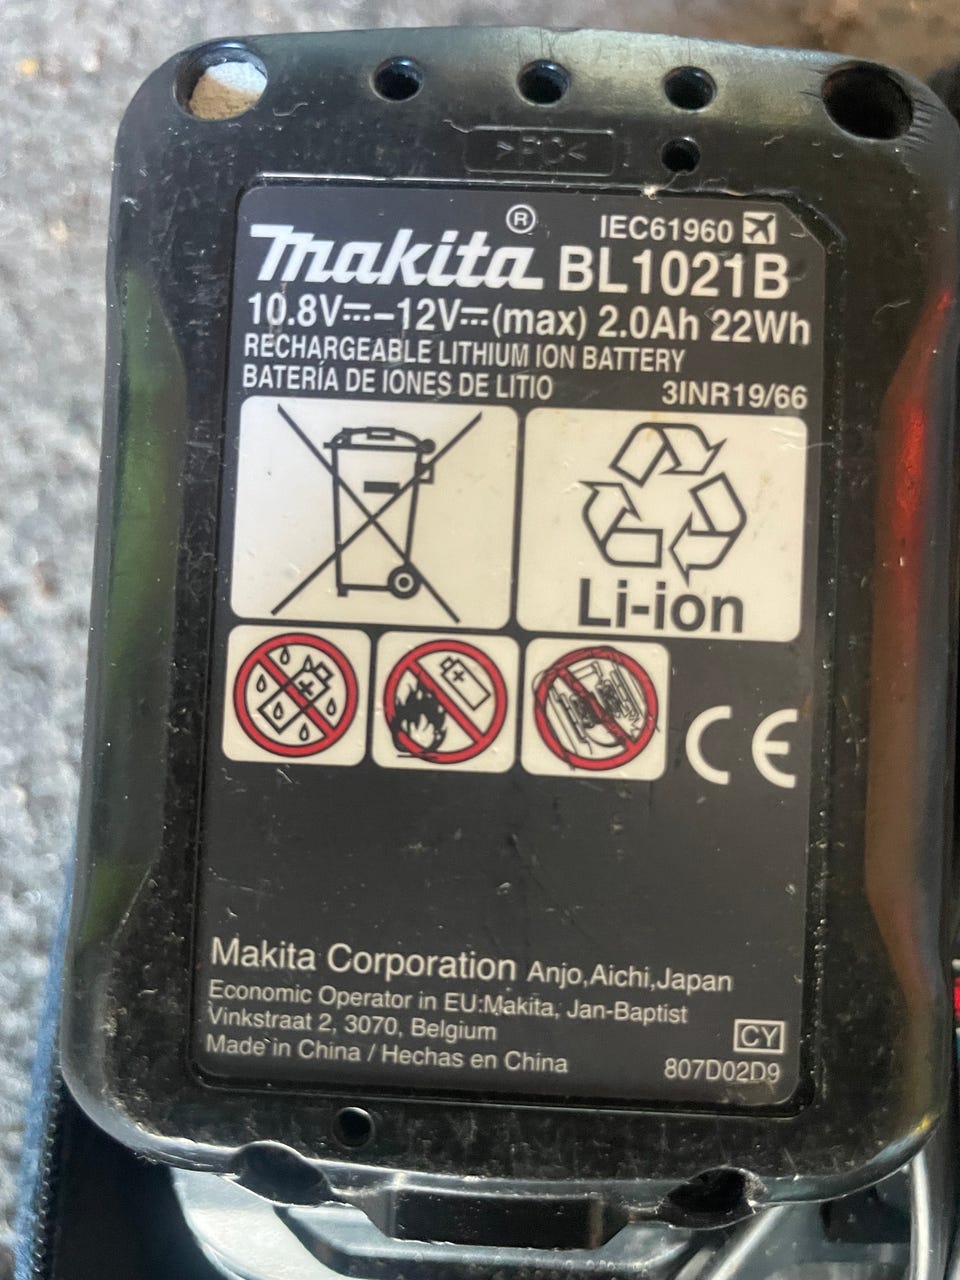 >PC<
IEC61960
makita® BL1021B
10.8V⎓–12V⎓(max) 2.0Ah 22Wh
RECHARGEABLE LITHIUM ION BATTERY
BATERÍA DE IONES DE LITIO 3INR19/66
Li-ion
CE
Makita Corporation Anjo,Aichi,Japan
Economic Operator in EU:Makita, Jan-Baptist
Vinkstraat 2, 3070, Belgium
Made in China / Hechas en China
CY
807D02D9